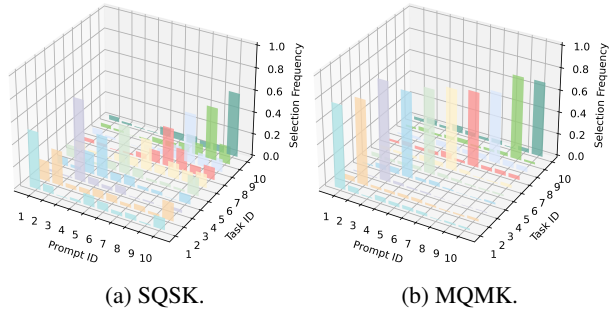 1.0
0.8
0.6
0.4
0.2
0.0
Selection Frequency
1 2 3 4 5 6 7 8 9 10
Prompt ID
1 2 3 4 5 6 7 8 9 10
Task ID
(a) SQSK.
1.0
0.8
0.6
0.4
0.2
0.0
Selection Frequency
1 2 3 4 5 6 7 8 9 10
Prompt ID
1 2 3 4 5 6 7 8 9 10
Task ID
(b) MQMK.